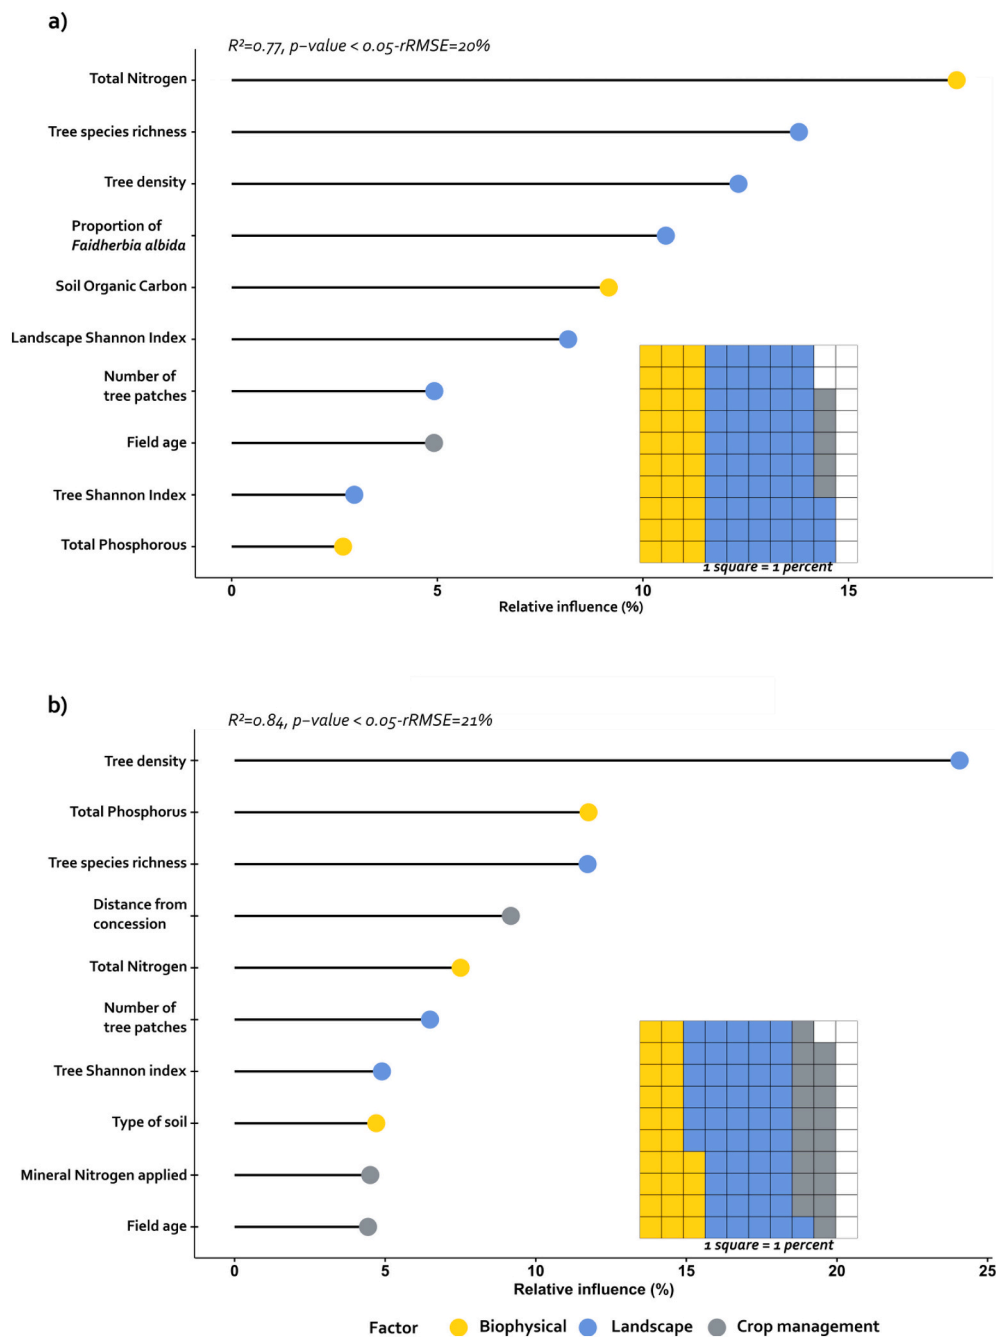 a)
R²=0.77, p−value < 0.05-rRMSE=20%
Total Nitrogen
Tree species richness
Tree density
Proportion of
Faidherbia albida
Soil Organic Carbon
Landscape Shannon Index
Number of
tree patches
Field age
Tree Shannon Index
Total Phosphorous
1 square = 1 percent
0 5 10 15
Relative influence (%)
b)
R²=0.84, p−value < 0.05-rRMSE=21%
Tree density
Total Phosphorus
Tree species richness
Distance from
concession
Total Nitrogen
Number of
tree patches
Tree Shannon index
Type of soil
Mineral Nitrogen applied
Field age
1 square = 1 percent
0 5 10 15 20 25
Relative influence (%)
Factor Biophysical Landscape Crop management